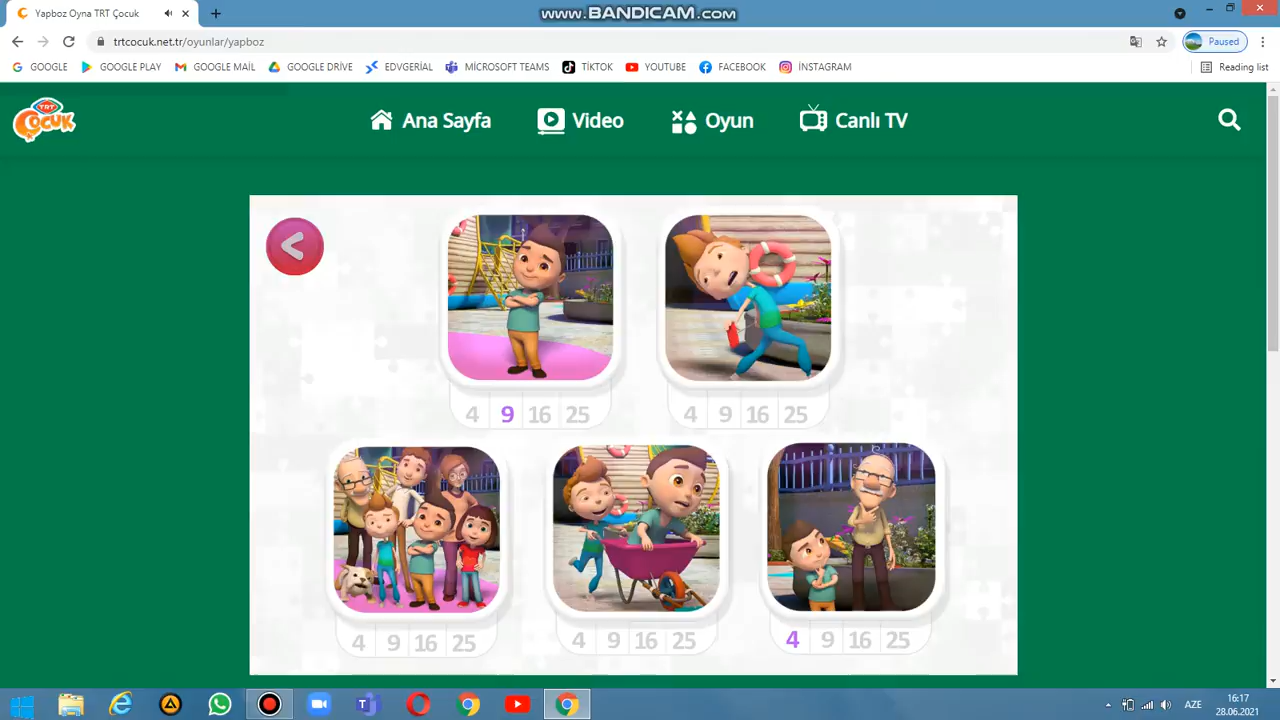 www.BANDICAM.com
Yapboz Oyna TRT Çocuk
trtcocuk.net.tr/oyunlar/yapboz
Paused
GOOGLE GOOGLE PLAY GOOGLE MAİL GOOGLE DRİVE EDVGERİAL MİCROSOFT TEAMS TİKTOK YOUTUBE FACEBOOK İNSTAGRAM Reading list
TRT ÇOCUK
Ana Sayfa Video Oyun Canlı TV
4 9 16 25
4 9 16 25
4 9 16 25
4 9 16 25
4 9 16 25
AZE
16:17
28.06.2021